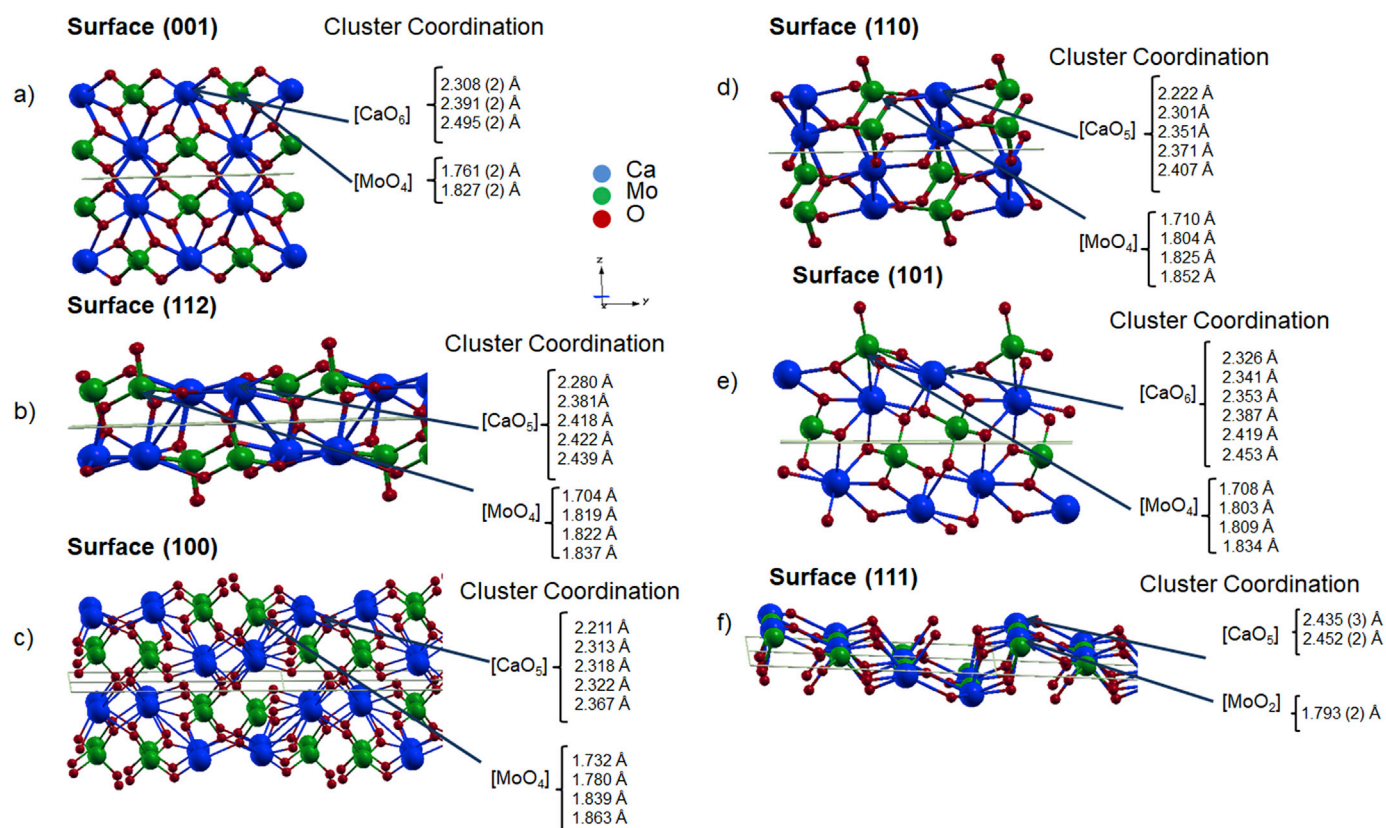 Surface (001) Cluster Coordination
a)
[CaO₆]
2.308 (2) Å
2.391 (2) Å
2.495 (2) Å
[MoO₄]
1.761 (2) Å
1.827 (2) Å
Ca
Mo
O
z
x
y
Surface (112)
Cluster Coordination
b)
[CaO₅]
2.280 Å
2.381Å
2.418 Å
2.422 Å
2.439 Å
[MoO₄]
1.704 Å
1.819 Å
1.822 Å
1.837 Å
Surface (100)
Cluster Coordination
c)
[CaO₅]
2.211 Å
2.313 Å
2.318 Å
2.322 Å
2.367 Å
[MoO₄]
1.732 Å
1.780 Å
1.839 Å
1.863 Å
Surface (110)
Cluster Coordination
d)
[CaO₅]
2.222 Å
2.301Å
2.351Å
2.371 Å
2.407 Å
[MoO₄]
1.710 Å
1.804 Å
1.825 Å
1.852 Å
Surface (101)
Cluster Coordination
e)
[CaO₆]
2.326 Å
2.341 Å
2.353 Å
2.387 Å
2.419 Å
2.453 Å
[MoO₄]
1.708 Å
1.803 Å
1.809 Å
1.834 Å
Surface (111)
Cluster Coordination
f)
[CaO₅]
2.435 (3) Å
2.452 (2) Å
[MoO₂]
1.793 (2) Å